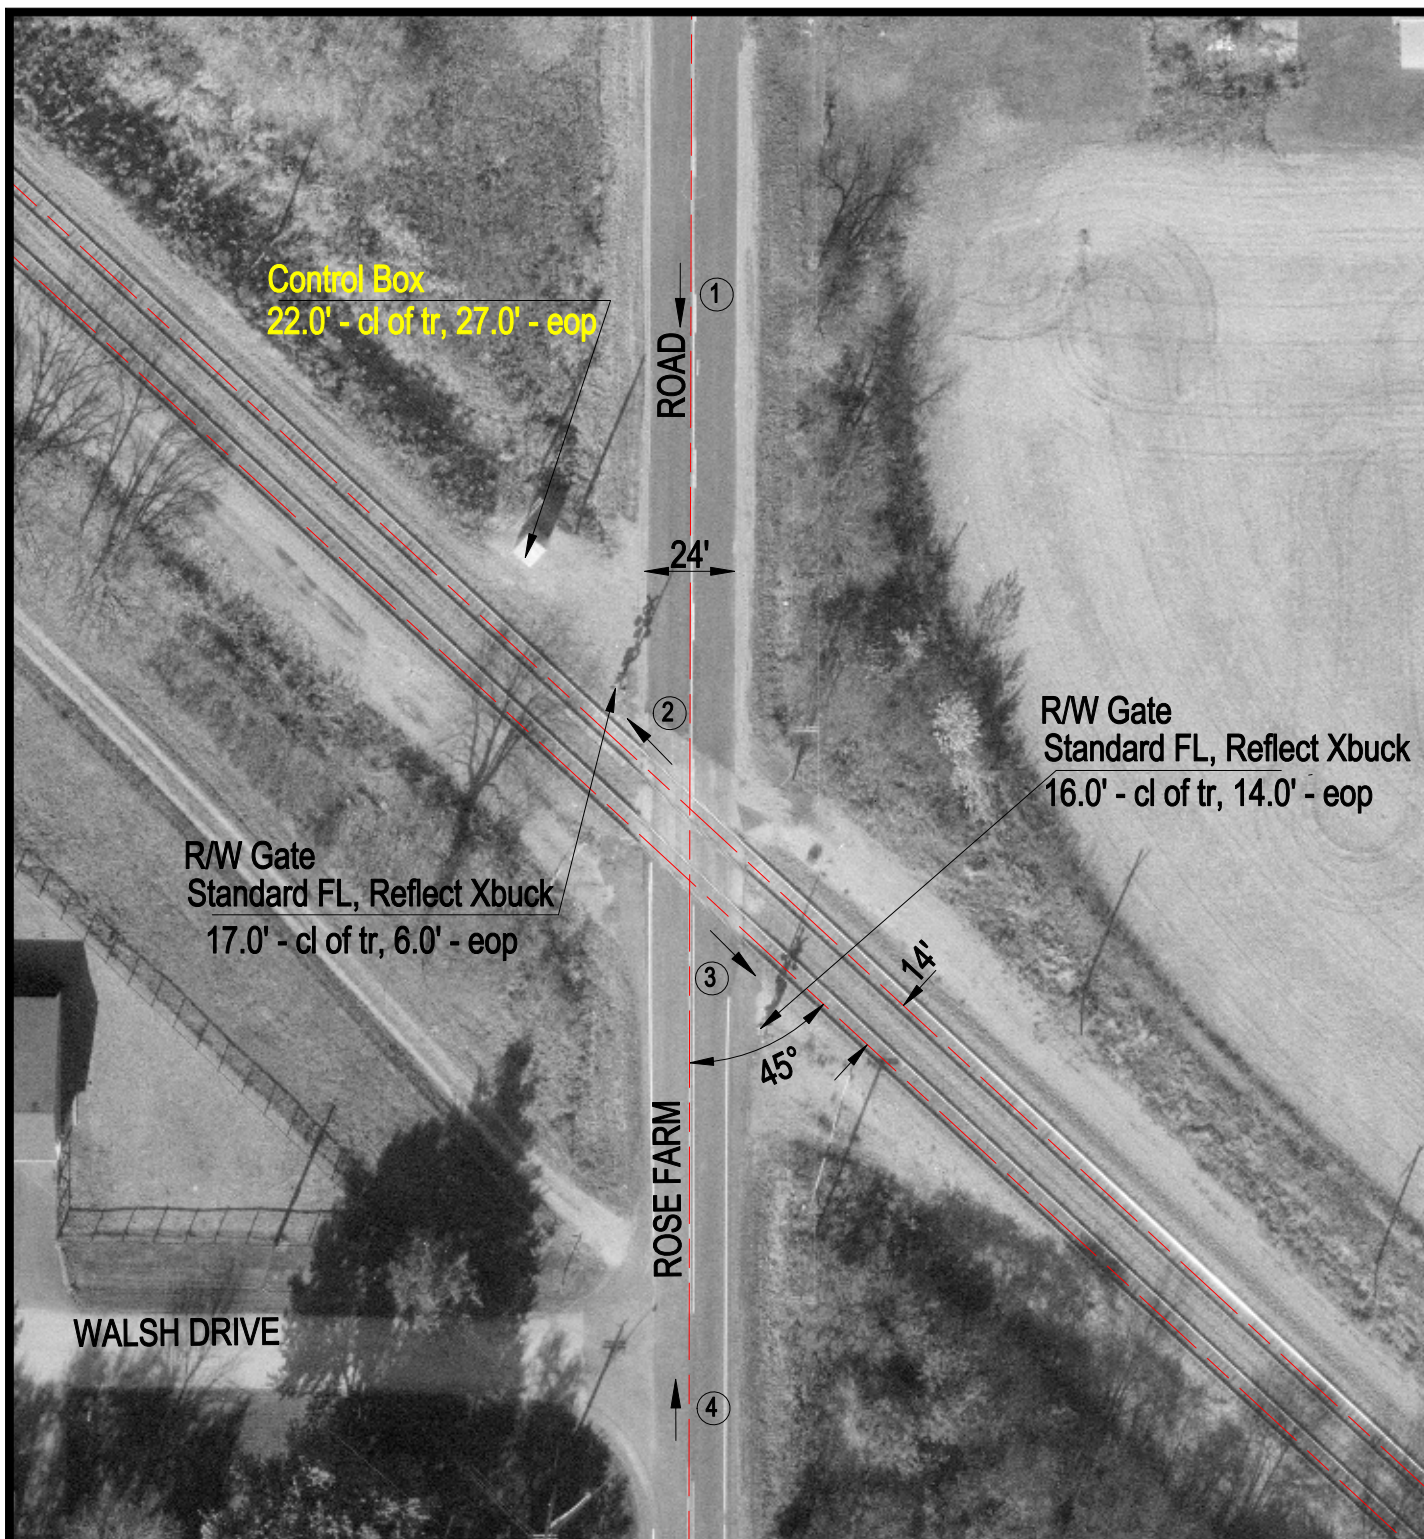 Control Box
22.0' - cl of tr, 27.0' - eop
1
ROAD
24'
2
R/W Gate
Standard FL, Reflect Xbuck
16.0' - cl of tr, 14.0' - eop
R/W Gate
Standard FL, Reflect Xbuck
17.0' - cl of tr, 6.0' - eop
3
14'
45°
ROSE FARM
WALSH DRIVE
4